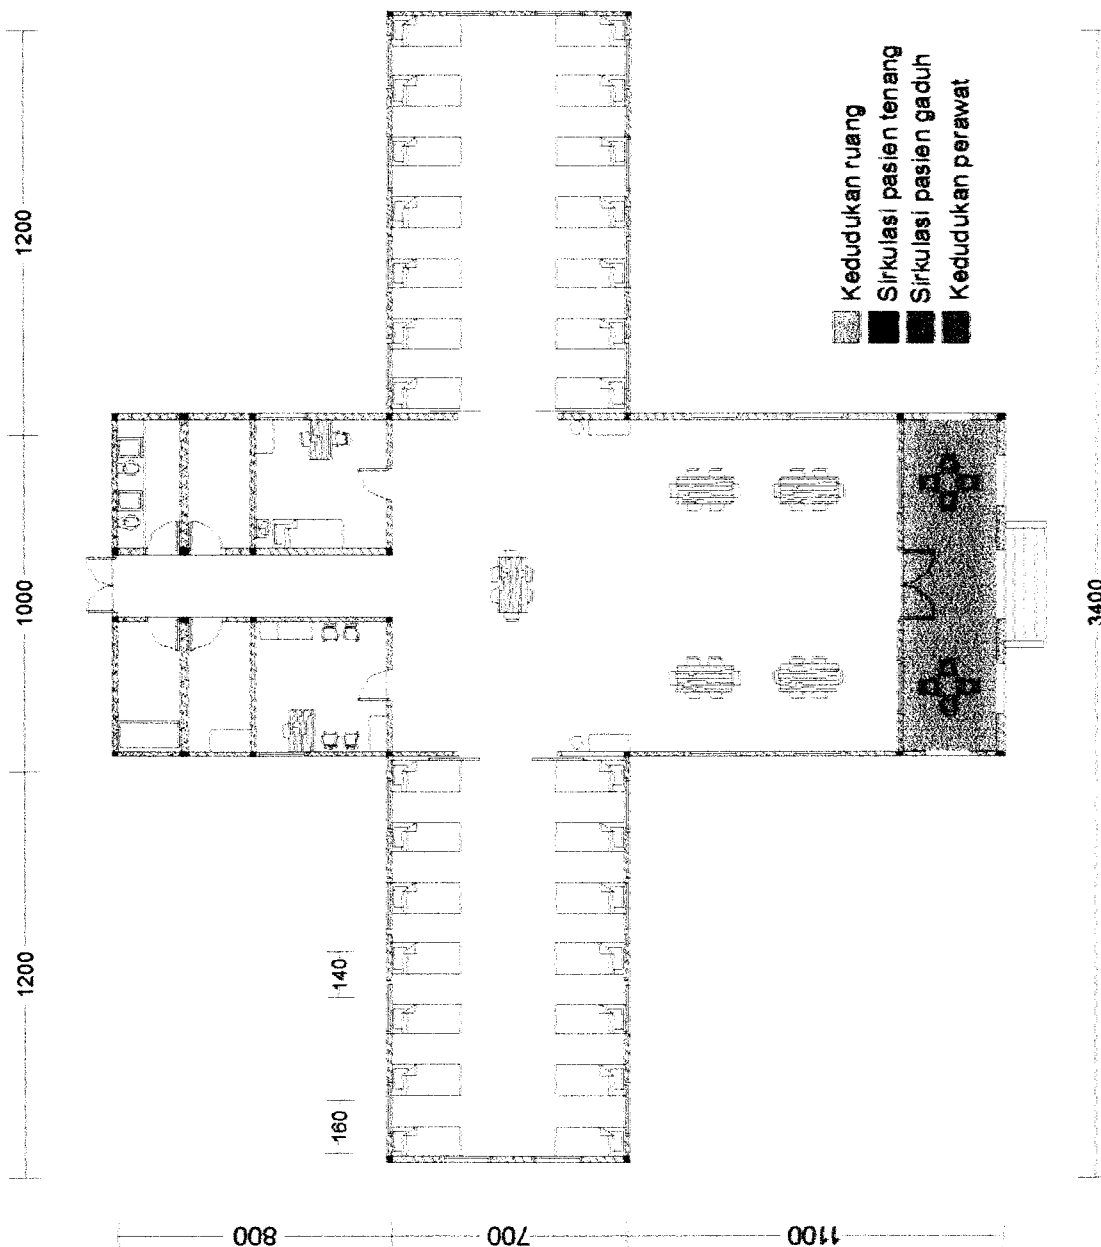 1200
1000
1200
3400
140
160
800
700
1100
Kedudukan ruang
Sirkulasi pasien tenang
Sirkulasi pasien gaduh
Kedudukan perawat